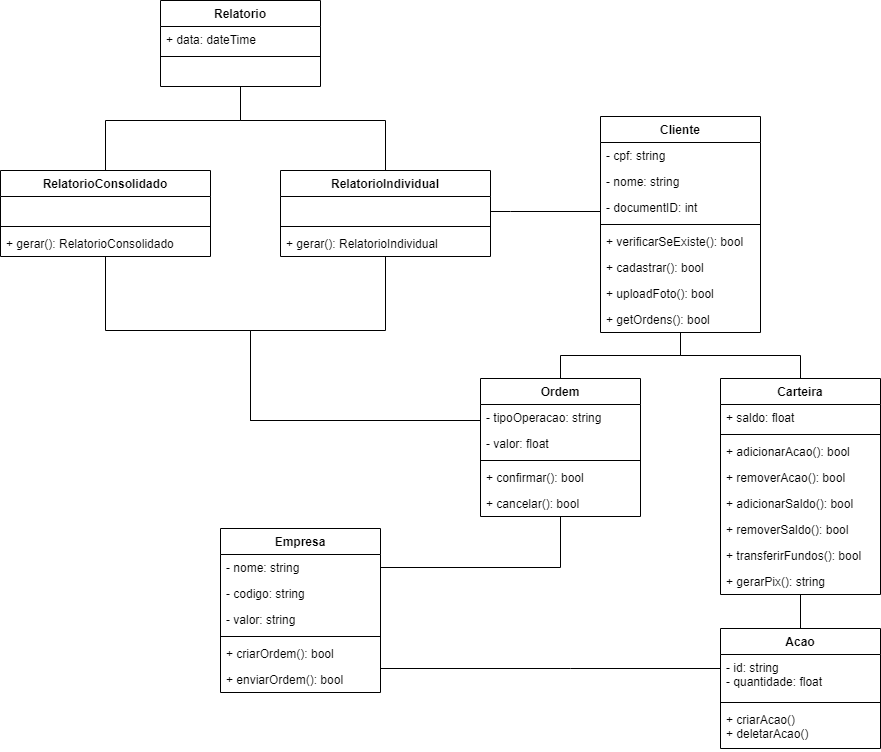 Relatorio
+ data: dateTime
RelatorioConsolidado
+ gerar(): RelatorioConsolidado
RelatorioIndividual
+ gerar(): RelatorioIndividual
Cliente
- cpf: string
- nome: string
- documentID: int
+ verificarSeExiste(): bool
+ cadastrar(): bool
+ uploadFoto(): bool
+ getOrdens(): bool
Ordem
- tipoOperacao: string
- valor: float
+ confirmar(): bool
+ cancelar(): bool
Carteira
+ saldo: float
+ adicionarAcao(): bool
+ removerAcao(): bool
+ adicionarSaldo(): bool
+ removerSaldo(): bool
+ transferirFundos(): bool
+ gerarPix(): string
Empresa
- nome: string
- codigo: string
- valor: string
+ criarOrdem(): bool
+ enviarOrdem(): bool
Acao
- id: string
- quantidade: float
+ criarAcao()
+ deletarAcao()